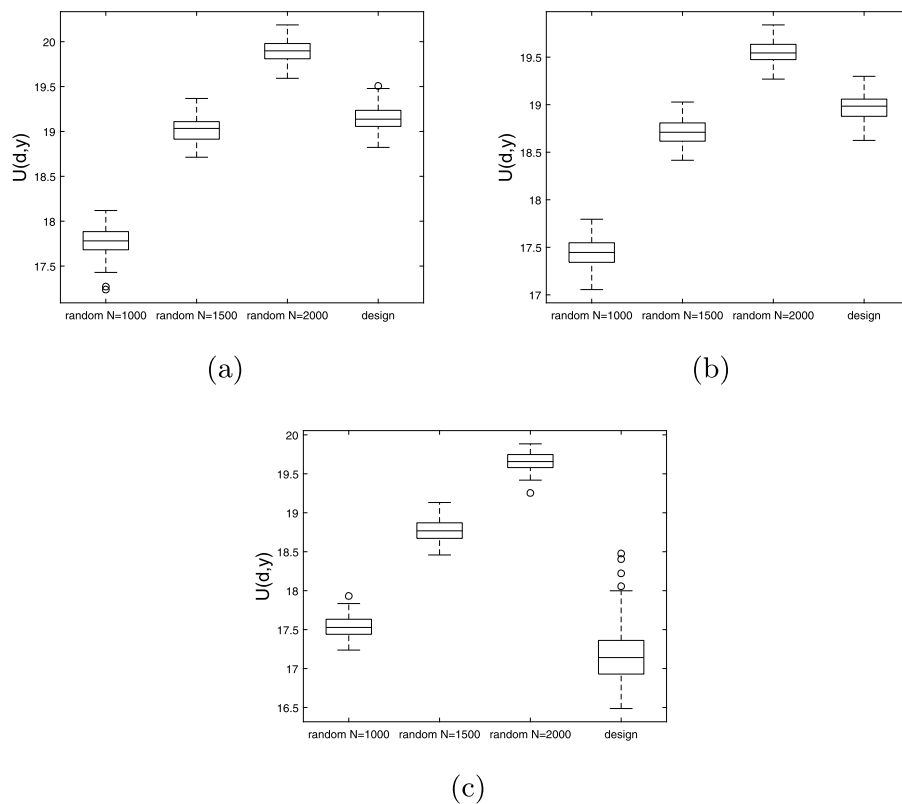 20
19.5
19
18.5
18
17.5
U(d,y)
random N=1000 random N=1500 random N=2000 design
(a)
19.5
19
18.5
18
17.5
17
U(d,y)
random N=1000 random N=1500 random N=2000 design
(b)
20
19.5
19
18.5
18
17.5
17
16.5
U(d,y)
random N=1000 random N=1500 random N=2000 design
(c)